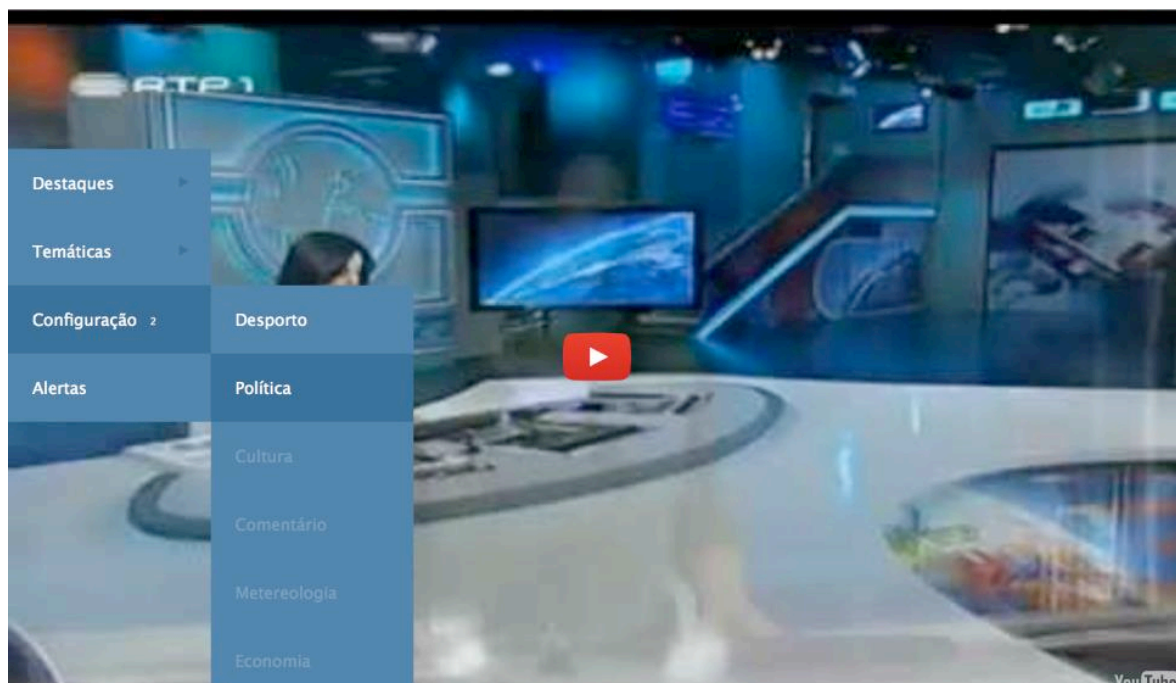 RTP1
Destaques
Temáticas
Configuração 2
Alertas
Desporto
Política
Cultura
Comentário
Metereologia
Economia
YouTube